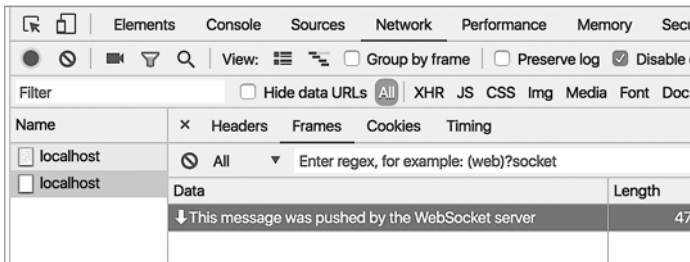 Elements Console Sources Network Performance Memory Secu
View: Group by frame Preserve log Disable
Filter Hide data URLs All XHR JS CSS Img Media Font Doc
Name × Headers Frames Cookies Timing
localhost All ▼ Enter regex, for example: (web)?socket
localhost Data Length
This message was pushed by the WebSocket server 47